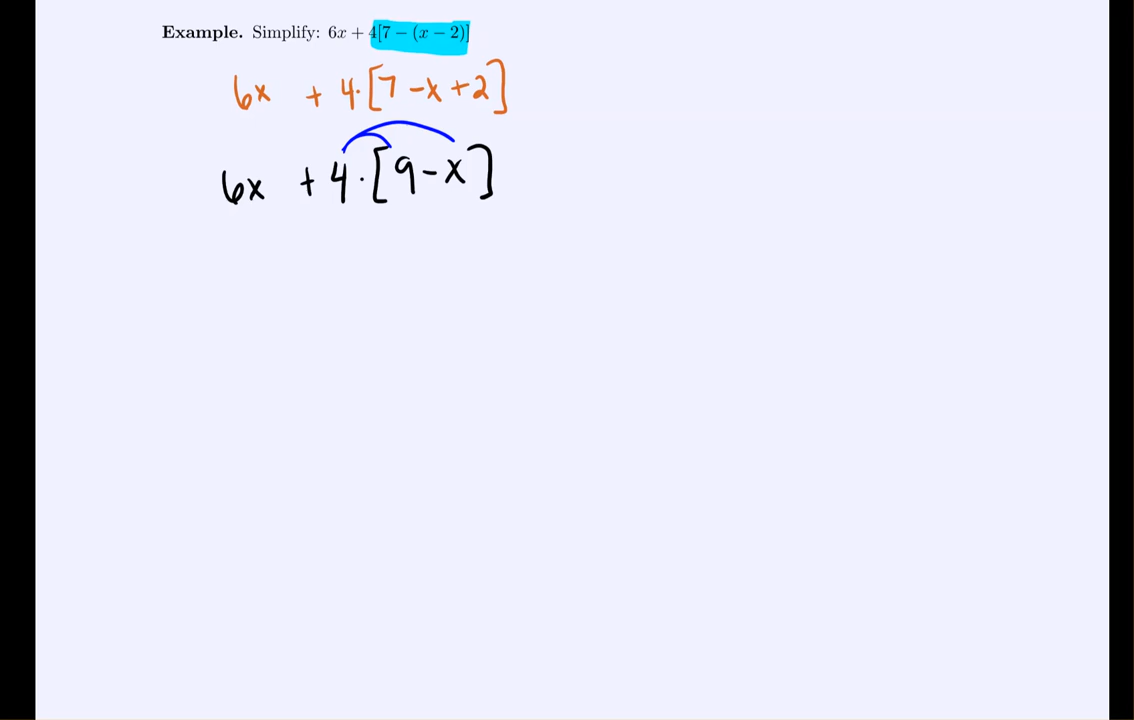 Example. Simplify: 6x + 4[7 − (x − 2)]
6x + 4·[7 − x + 2]
6x + 4·[9 − x]